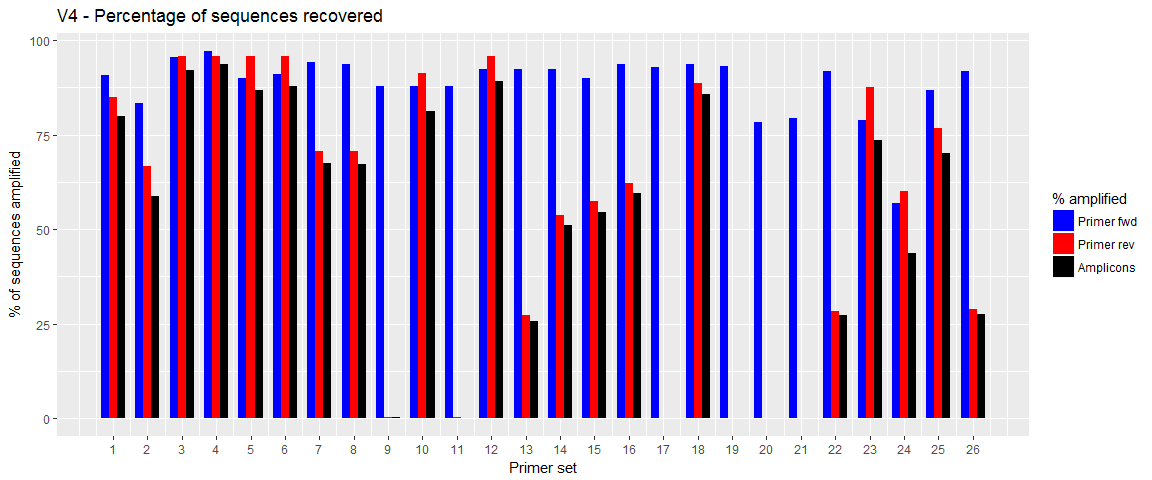 V4 - Percentage of sequences recovered
100
75
50
25
0
% of sequences amplified
1 2 3 4 5 6 7 8 9 10 11 12 13 14 15 16 17 18 19 20 21 22 23 24 25 26
Primer set
% amplified
Primer fwd
Primer rev
Amplicons